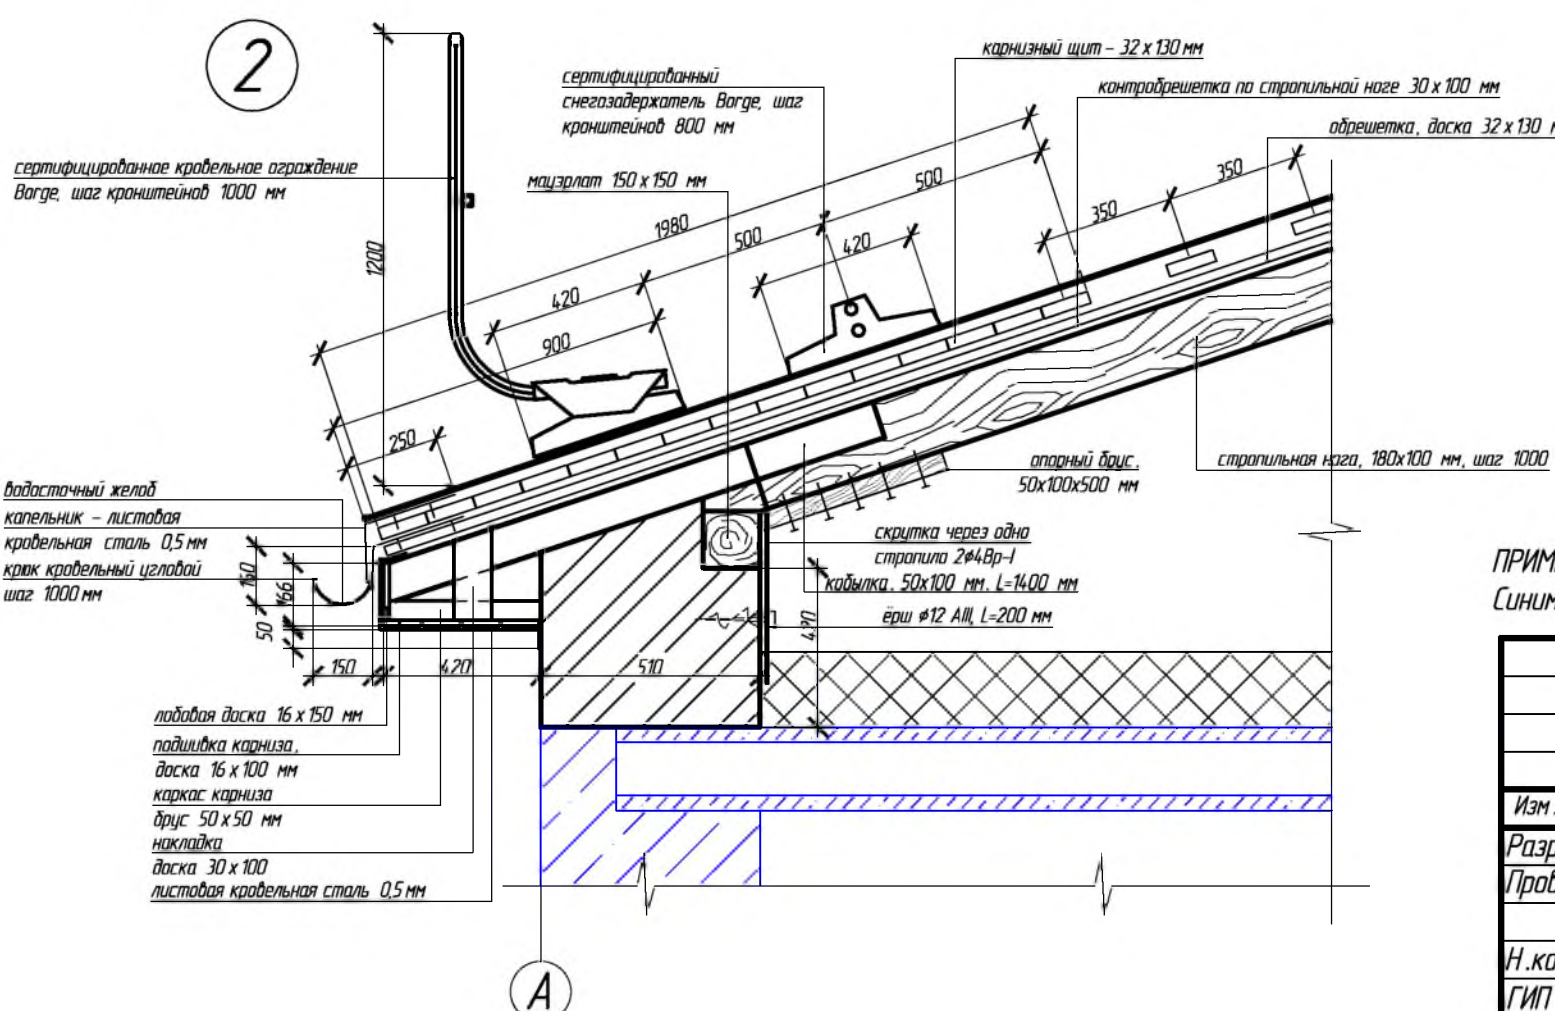 2
карнизный щит - 32 х 130 мм
контробрешетка по стропильной ноге 30 х 100 мм
обрешетка, доска 32 х 130
сертифицированный
снегозадержатель Borge, шаг
кронштейнов 800 мм
сертифицированное кровельное ограждение
Borge, шаг кронштейнов 1000 мм
мауэрлат 150 х 150 мм
1200
1980
500
500
420
350
350
420
900
250
водосточный желоб
капельник - листовая
кровельная сталь 0,5 мм
крюк кровельный угловой
шаг 1000 мм
160
166
50
150
420
510
420
опорный брус.
50х100х500 мм
стропильная нога, 180х100 мм, шаг 1000
скрутка через одно
стропило 2ф4Вр-I
кобылка. 50х100 мм. L=1400 мм
ёрш ф12 АIII, L=200 мм
лобовая доска 16 х 150 мм
подшивка карниза,
доска 16 х 100 мм
каркас карниза
брус 50 х 50 мм
накладка
доска 30 х 100
листовая кровельная сталь 0,5 мм
А
ПРИМ
Синим
Изм.
Разр
Пров
Н.ко
ГИП